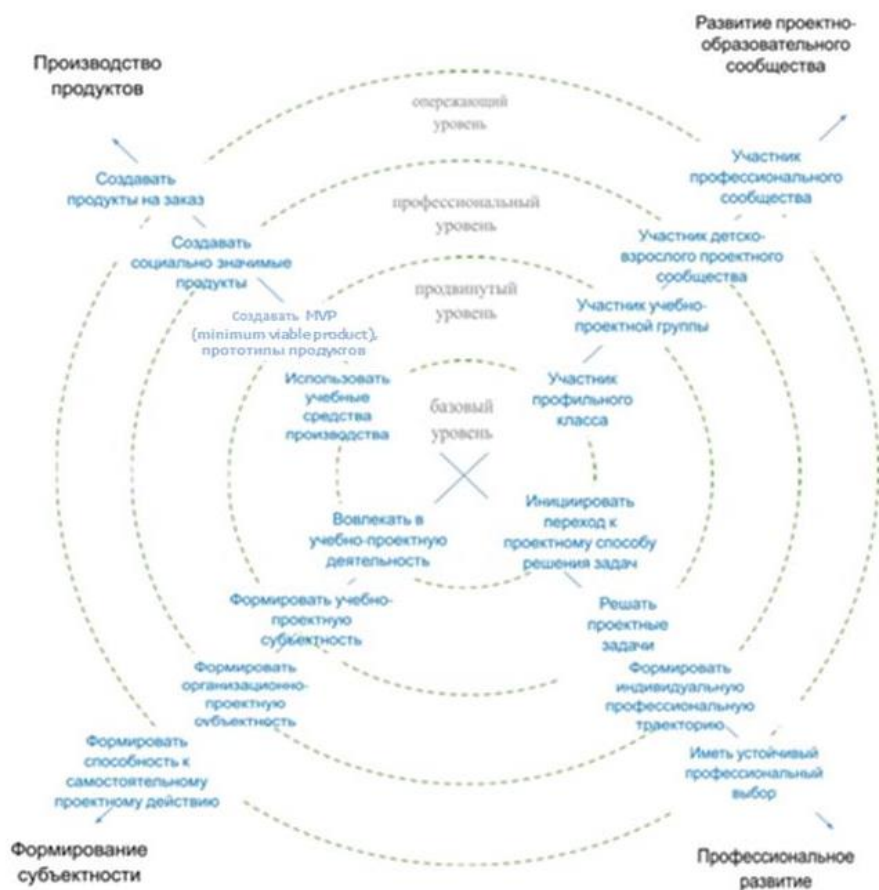 Развитие проектно-
образовательного
сообщества
Производство
продуктов
опережающий
уровень
Участник
профессионального
сообщества
Создавать
продукты на заказ
профессиональный
уровень
Участник детско-
взрослого проектного
сообщества
Создавать
социально значимые
продукты
продвинутый
уровень
Участник учебно-
проектной группы
Создавать MVP
(minimum viable product),
прототипы продуктов
Использовать
учебные
средства
производства
базовый
уровень
Участник
профильного
класса
Вовлекать в
учебно-проектную
деятельность
Инициировать
переход к
проектному способу
решения задач
Формировать учебно-
проектную
субъектность
Решать
проектные
задачи
Формировать
организационно-
проектную
субъектность
Формировать
индивидуальную
профессиональную
траекторию
Формировать
способность к
самостоятельному
проектному действию
Иметь устойчивый
профессиональный
выбор
Формирование
субъектности
Профессиональное
развитие